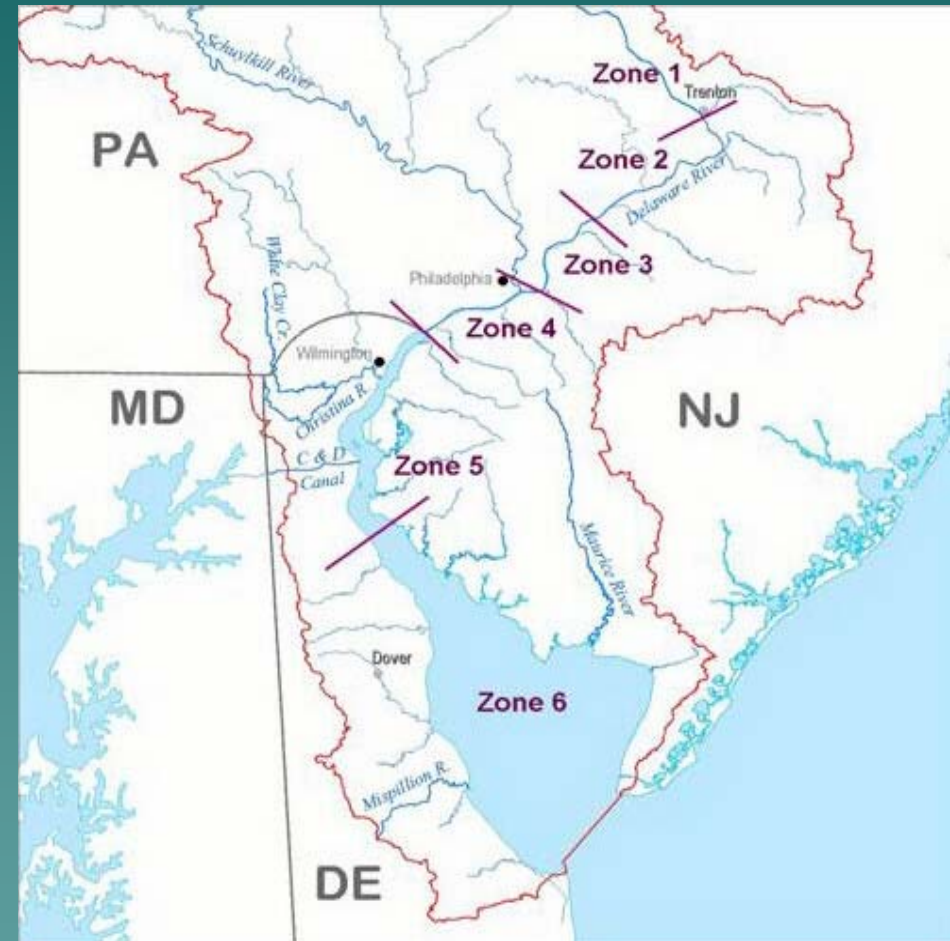 Schuylkill River
Zone 1
Trenton
PA
Zone 2
Delaware River
White Clay Cr.
Zone 3
Philadelphia
Zone 4
Wilmington
MD
NJ
Christina R.
C & D
Canal
Zone 5
Maurice River
Dover
Zone 6
Mispillion R.
DE